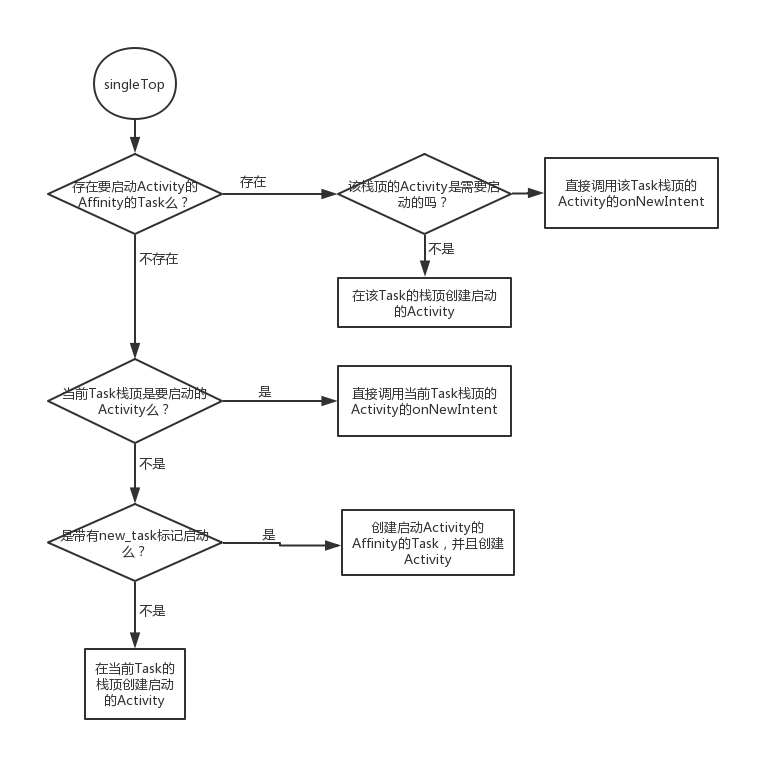 singleTop
存在要启动Activity的
Affinity的Task么？
存在
该栈顶的Activity是需要启
动的吗？
直接调用该Task栈顶的
Activity的onNewIntent
不存在
不是
在该Task的栈顶创建启动
的Activity
当前Task栈顶是要启动的
Activity么？
是
直接调用当前Task栈顶的
Activity的onNewIntent
不是
是带有new_task标记启动
么？
是
创建启动Activity的
Affinity的Task，并且创建
Activity
不是
在当前Task的
栈顶创建启动
的Activity